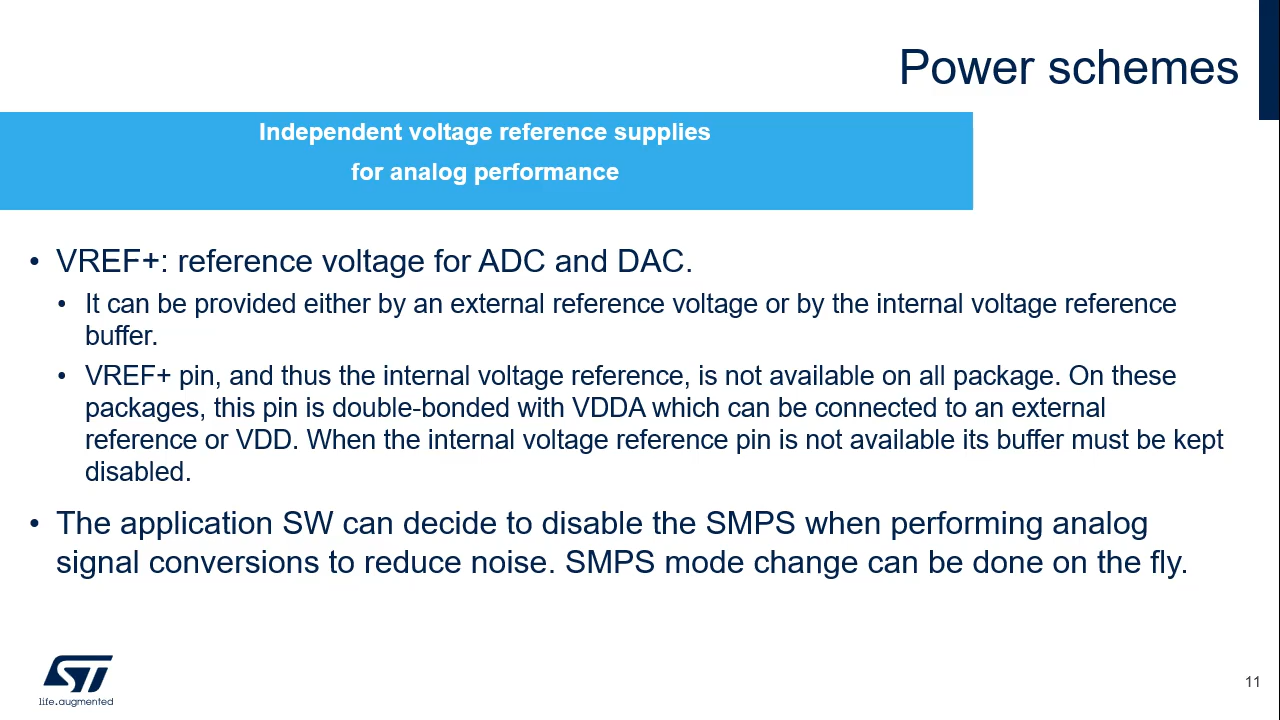 Power schemes
Independent voltage reference supplies
for analog performance
• VREF+: reference voltage for ADC and DAC.
• It can be provided either by an external reference voltage or by the internal voltage reference
buffer.
• VREF+ pin, and thus the internal voltage reference, is not available on all package. On these
packages, this pin is double-bonded with VDDA which can be connected to an external
reference or VDD. When the internal voltage reference pin is not available its buffer must be kept
disabled.
• The application SW can decide to disable the SMPS when performing analog
signal conversions to reduce noise. SMPS mode change can be done on the fly.
ST
life.augmented
11